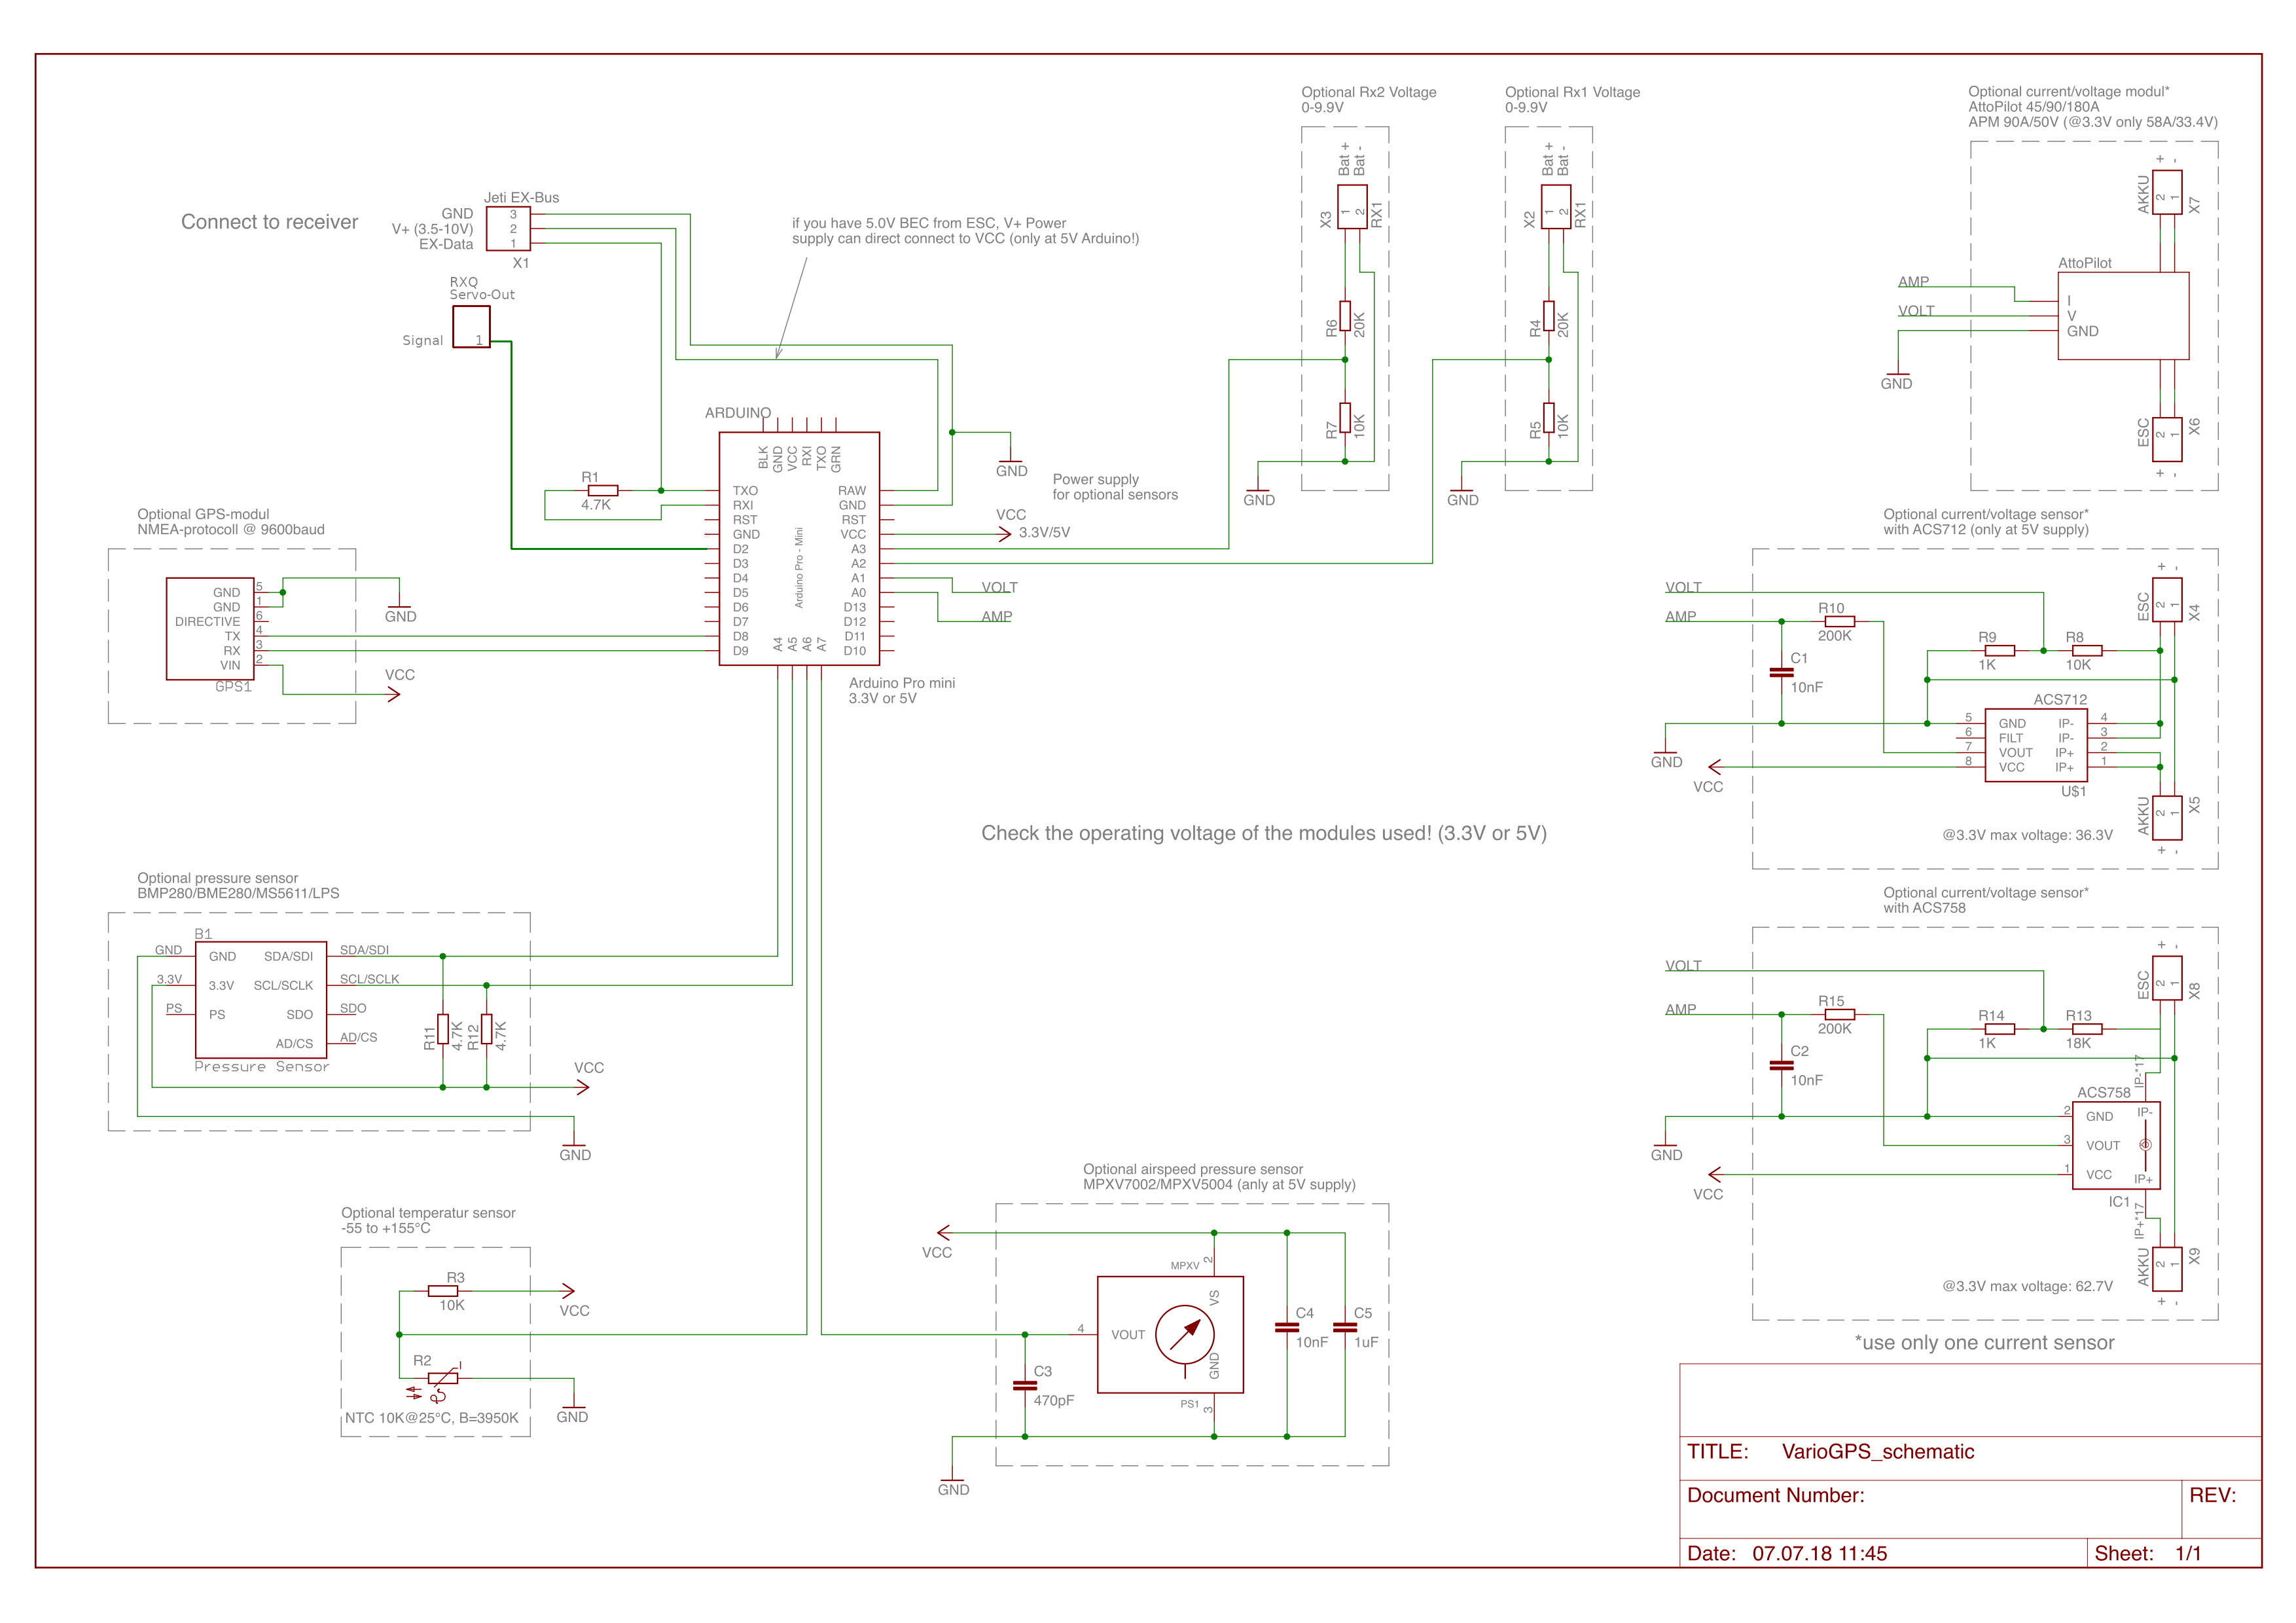 Connect to receiver
Jeti EX-Bus
GND
V+ (3.5-10V)
EX-Data
3
2
1
X1
RXQ
Servo-Out
Signal
1
if you have 5.0V BEC from ESC, V+ Power
supply can direct connect to VCC (only at 5V Arduino!)
Optional Rx2 Voltage
0-9.9V
Bat +
Bat -
X3
1
2
RX1
R6
20K
R7
10K
GND
Optional Rx1 Voltage
0-9.9V
Bat +
Bat -
X2
1
2
RX1
R4
20K
R5
10K
GND
Optional current/voltage modul*
AttoPilot 45/90/180A
APM 90A/50V (@3.3V only 58A/33.4V)
+ -
AKKU
2
1
X7
AttoPilot
AMP
VOLT
I
V
GND
GND
ESC
2
1
X6
+ -
ARDUINO
BLK
GND
VCC
RXI
TXO
GRN
TXO
RXI
RST
GND
D2
D3
D4
D5
D6
D7
D8
D9
Arduino Pro - Mini
RAW
GND
RST
VCC
A3
A2
A1
A0
D13
D12
D11
D10
A4
A5
A6
A7
Arduino Pro mini
3.3V or 5V
R1
4.7K
GND
Power supply
for optional sensors
VCC
3.3V/5V
VOLT
AMP
Optional GPS-modul
NMEA-protocoll @ 9600baud
GND
GND
DIRECTIVE
TX
RX
VIN
5
1
6
4
3
2
GPS1
GND
VCC
Optional current/voltage sensor*
with ACS712 (only at 5V supply)
VOLT
AMP
R10
200K
C1
10nF
R9
1K
R8
10K
+ -
ESC
2
1
X4
ACS712
5
6
7
8
GND
FILT
VOUT
VCC
IP-
IP-
IP+
IP+
4
3
2
1
U$1
GND
VCC
AKKU
2
1
X5
@3.3V max voltage: 36.3V
+ -
Check the operating voltage of the modules used! (3.3V or 5V)
Optional pressure sensor
BMP280/BME280/MS5611/LPS
B1
GND
3.3V
PS
GND
3.3V
PS
SDA/SDI
SCL/SCLK
SDO
AD/CS
SDA/SDI
SCL/SCLK
SDO
AD/CS
Pressure Sensor
R11
4.7K
R12
4.7K
VCC
GND
Optional current/voltage sensor*
with ACS758
VOLT
AMP
R15
200K
C2
10nF
R14
1K
R13
18K
+ -
ESC
2
1
X8
IP-*17
ACS758
2
3
1
GND
VOUT
VCC
IP-
IP+
IC1
IP+*17
GND
VCC
AKKU
2
1
X9
@3.3V max voltage: 62.7V
+ -
*use only one current sensor
Optional temperatur sensor
-55 to +155°C
R3
10K
VCC
R2
NTC 10K@25°C, B=3950K
GND
Optional airspeed pressure sensor
MPXV7002/MPXV5004 (anly at 5V supply)
VCC
MPXV
2
VS
4
VOUT
GND
PS1
3
C3
470pF
C4
10nF
C5
1uF
GND
TITLE: VarioGPS_schematic
Document Number:
REV:
Date: 07.07.18 11:45
Sheet: 1/1